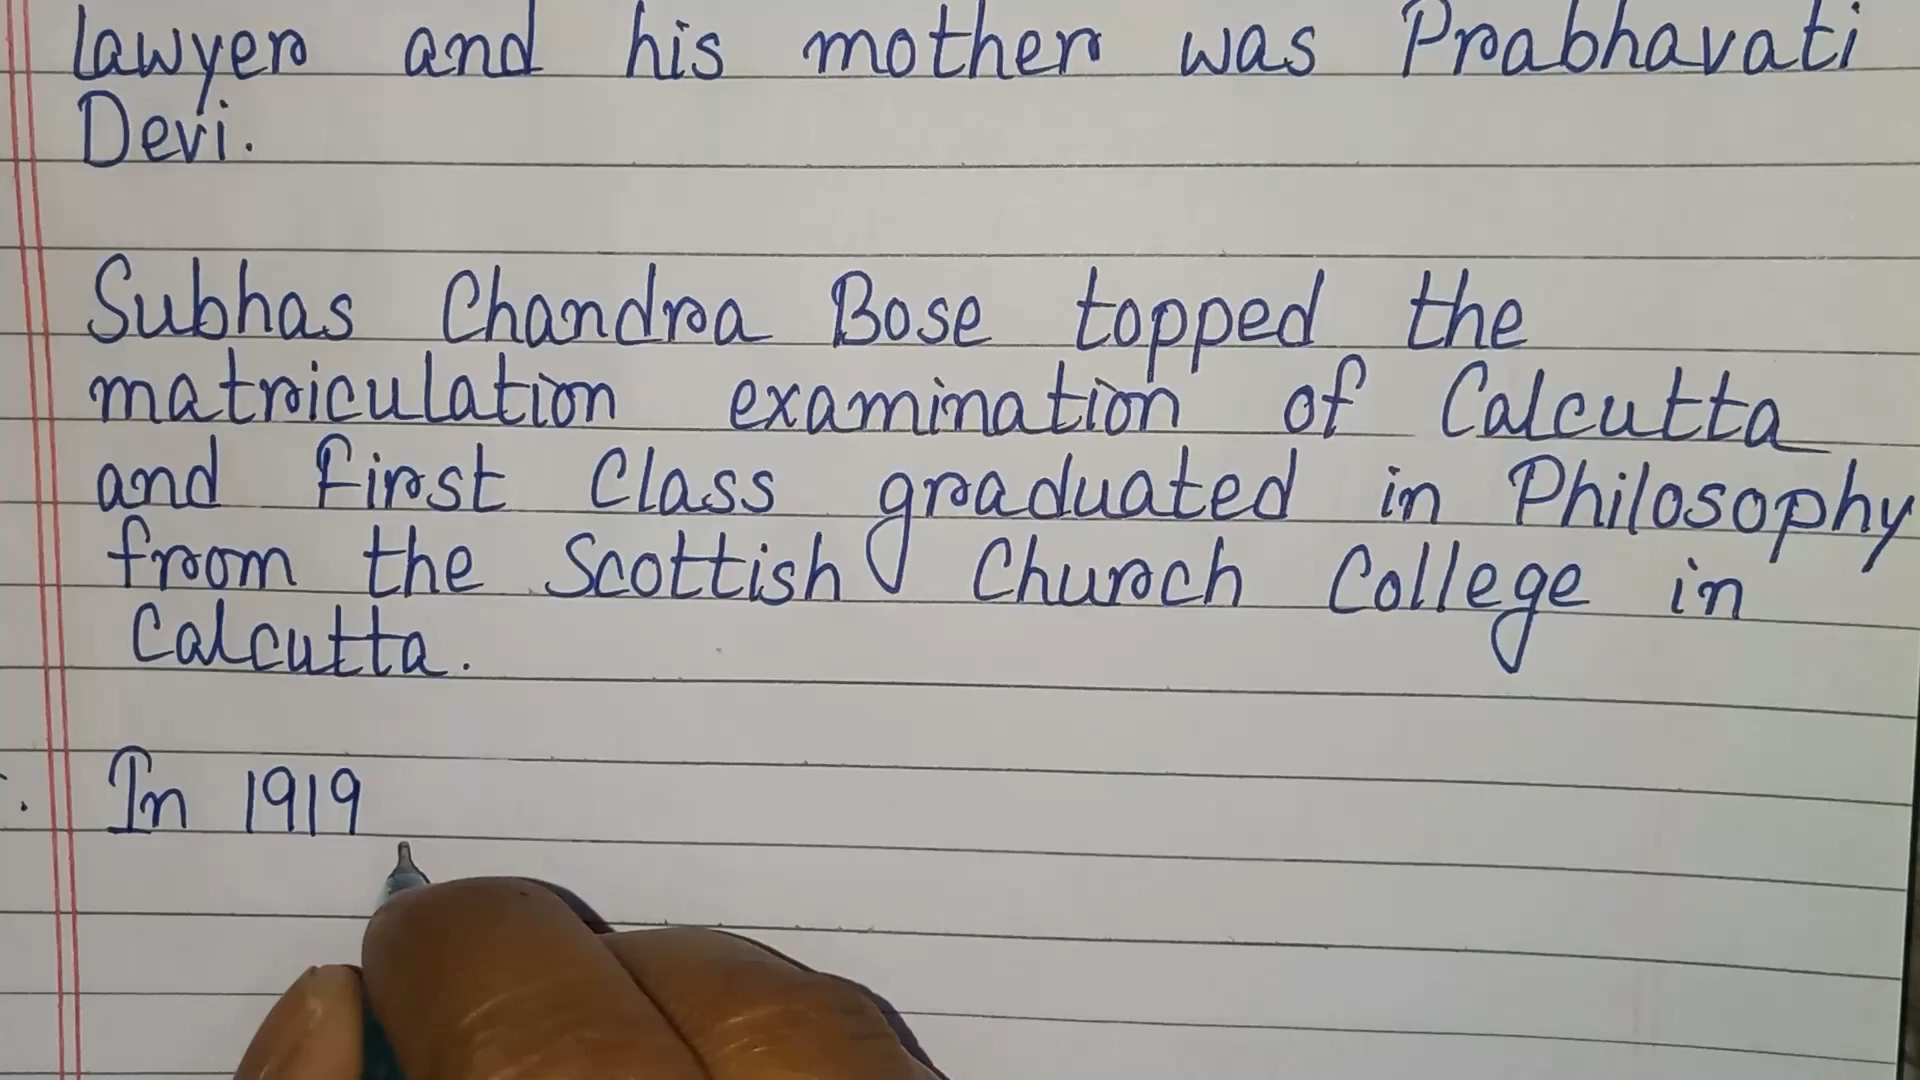 lawyer and his mother was Prabhavati
Devi.
Subhas Chandra Bose topped the
matriculation examination of Calcutta
and First Class graduated in Philosophy
from the Scottish Church College in
Calcutta.
In 1919